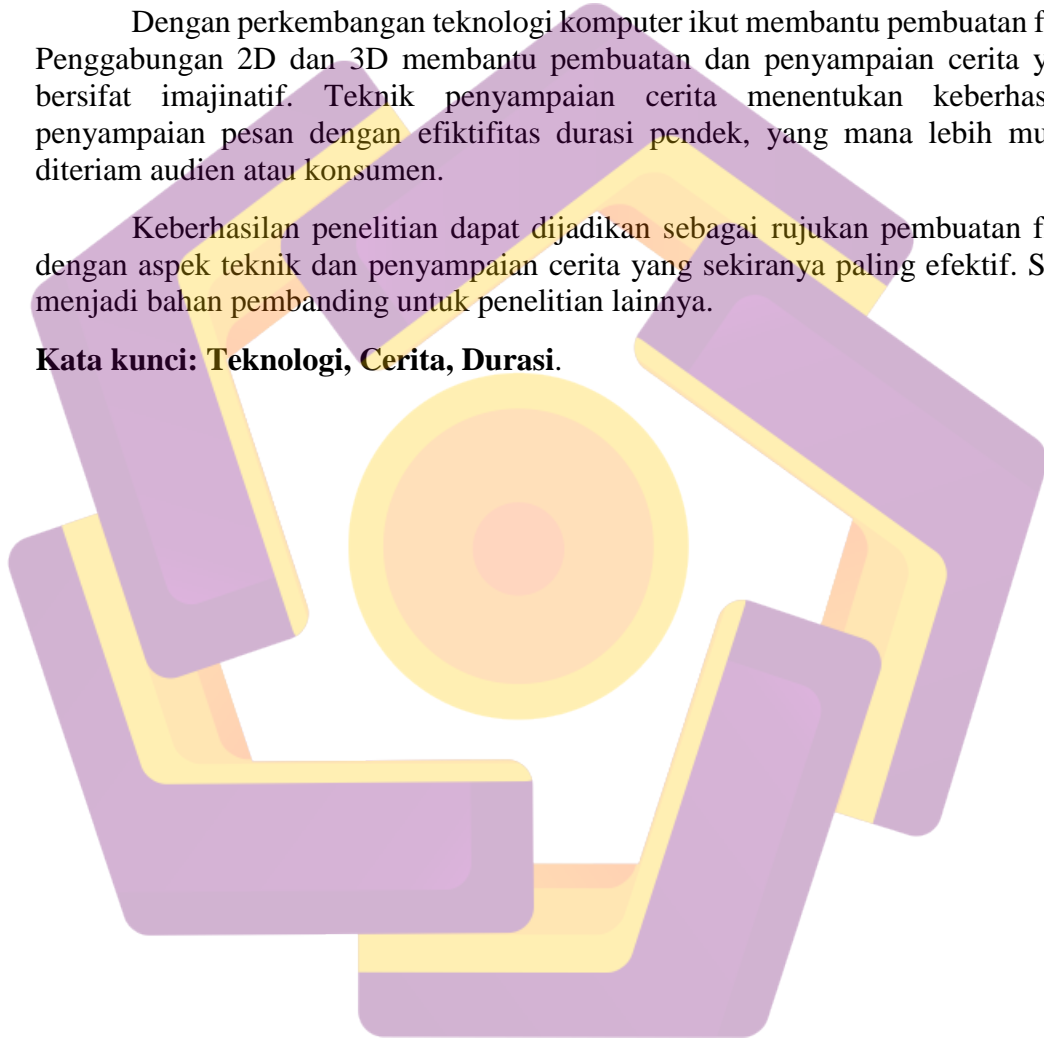 Dengan perkembangan teknologi komputer ikut membantu pembuatan f
Penggabungan 2D dan 3D membantu pembuatan dan penyampaian cerita y
bersifat imajinatif. Teknik penyampaian cerita menentukan keberhas
penyampaian pesan dengan efiktifitas durasi pendek, yang mana lebih mu
diteriam audien atau konsumen.
Keberhasilan penelitian dapat dijadikan sebagai rujukan pembuatan f
dengan aspek teknik dan penyampaian cerita yang sekiranya paling efektif. S
menjadi bahan pembanding untuk penelitian lainnya.
Kata kunci: Teknologi, Cerita, Durasi.